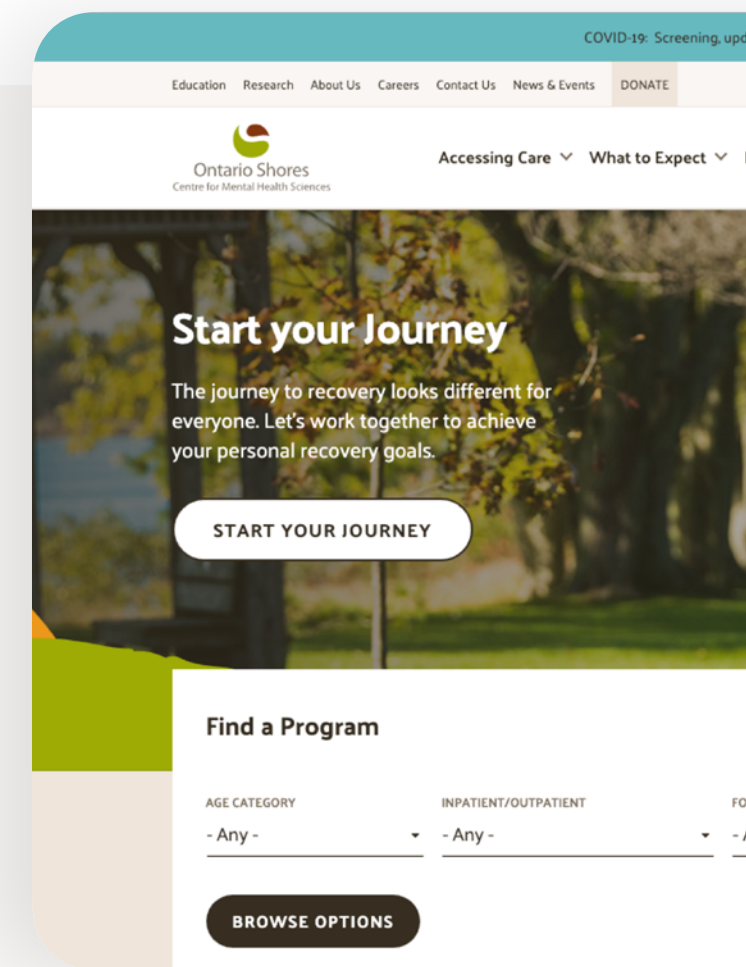 COVID-19: Screening,
Education Research About Us Careers Contact Us News & Events DONATE
Ontario Shores
Centre for Mental Health Sciences
Accessing Care What to Expect
Start your Journey
The journey to recovery looks different for
everyone. Let's work together to achieve
your personal recovery goals.
START YOUR JOURNEY
Find a Program
AGE CATEGORY INPATIENT/OUTPATIENT
- Any - - Any -
BROWSE OPTIONS